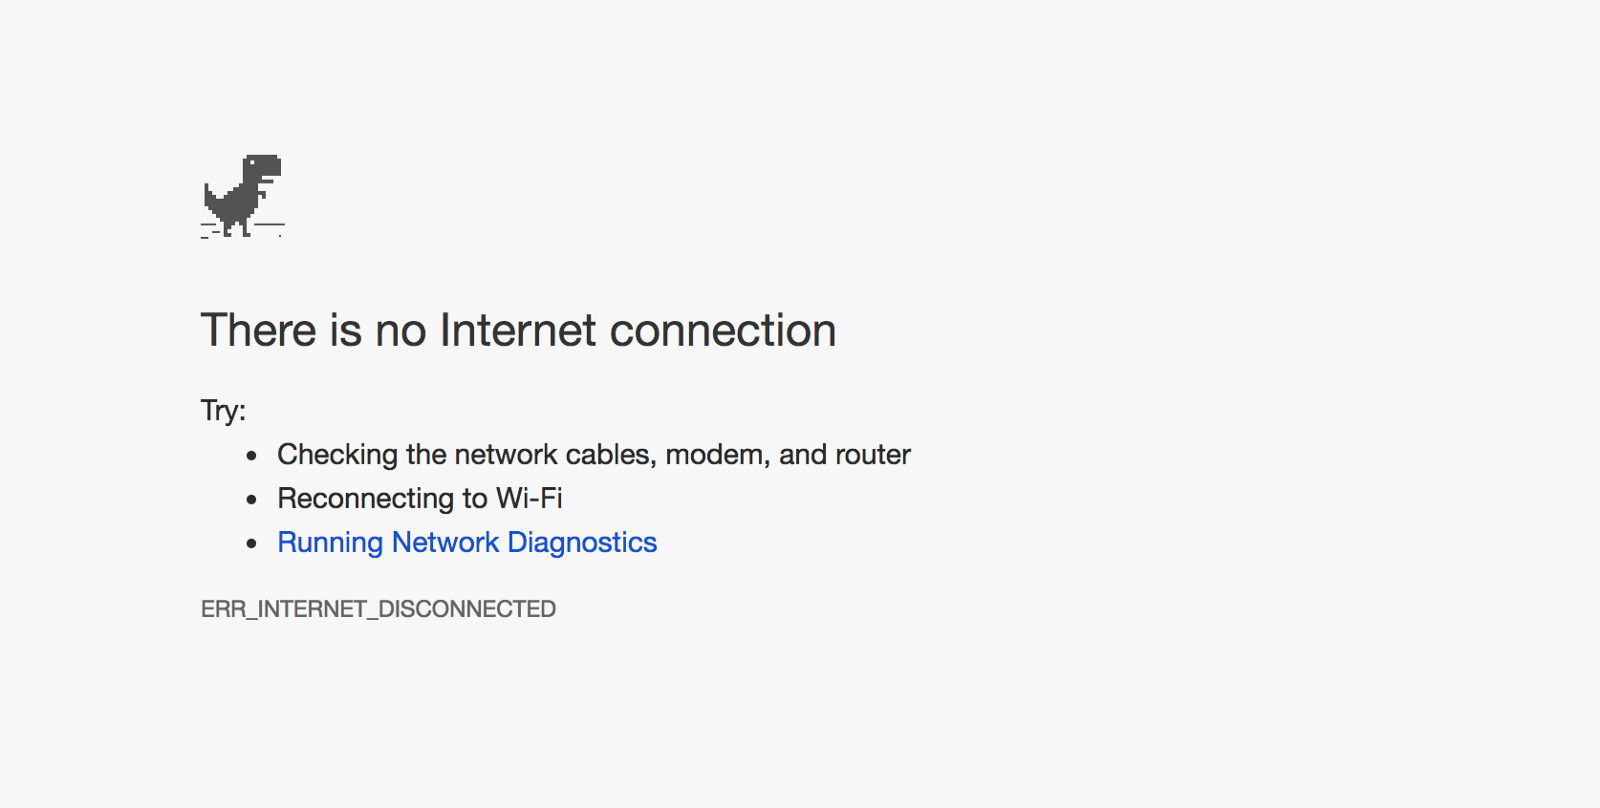 There is no Internet connection
Try:
• Checking the network cables, modem, and router
• Reconnecting to Wi-Fi
• Running Network Diagnostics
ERR_INTERNET_DISCONNECTED